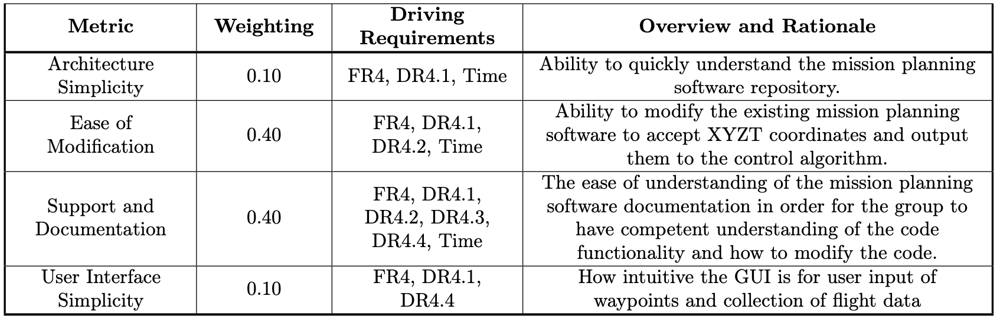 Metric
Weighting
Driving
Requirements
Overview and Rationale
Architecture
Simplicity
0.10
FR4, DR4.1, Time
Ability to quickly understand the mission planning
software repository.
Ease of
Modification
0.40
FR4, DR4.1,
DR4.2, Time
Ability to modify the existing mission planning
software to accept XYZT coordinates and output
them to the control algorithm.
Support and
Documentation
0.40
FR4, DR4.1,
DR4.2, DR4.3,
DR4.4, Time
The ease of understanding of the mission planning
software documentation in order for the group to
have competent understanding of the code
functionality and how to modify the code.
User Interface
Simplicity
0.10
FR4, DR4.1,
DR4.4
How intuitive the GUI is for user input of
waypoints and collection of flight data